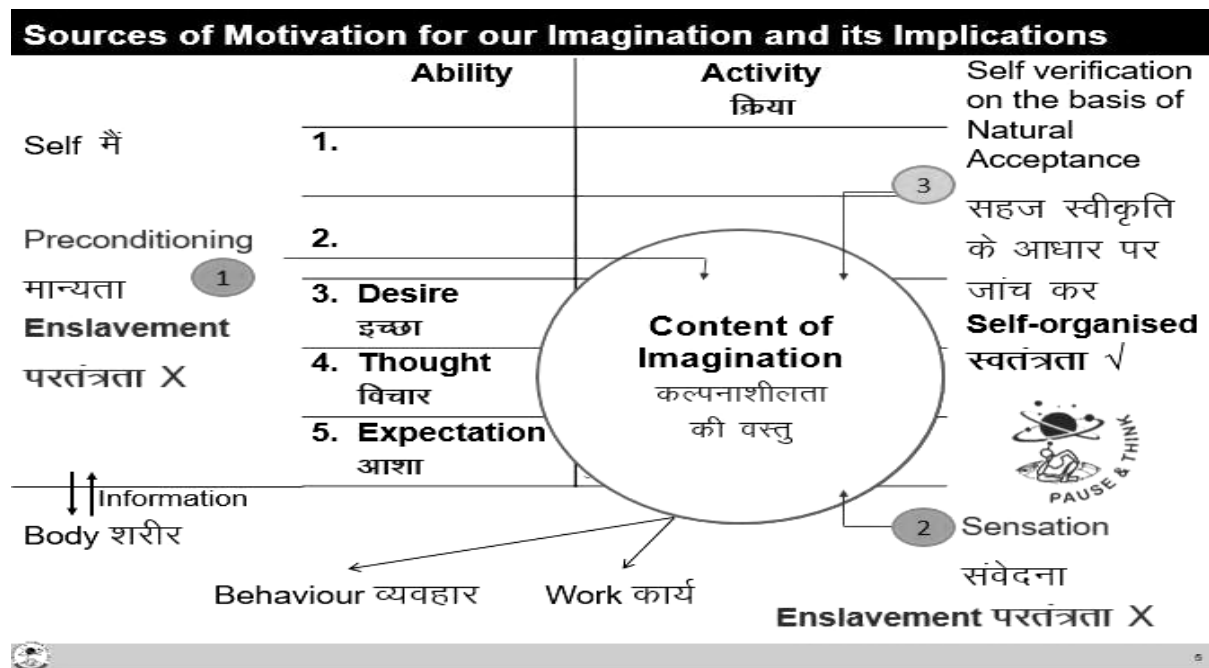 Sources of Motivation for our Imagination and its Implications
Ability
Activity
क्रिया
Self मैं
1.
Preconditioning
मान्यता
1
Enslavement
परतंत्रता X
2.
3. Desire
इच्छा
4. Thought
विचार
5. Expectation
आशा
Content of
Imagination
कल्पनाशीलता
की वस्तु
Self verification
on the basis of
Natural
Acceptance
3
सहज स्वीकृति
के आधार पर
जांच कर
Self-organised
स्वतंत्रता √
PAUSE & THINK
Information
Body शरीर
2
Sensation
संवेदना
Enslavement परतंत्रता X
Behaviour व्यवहार
Work कार्य